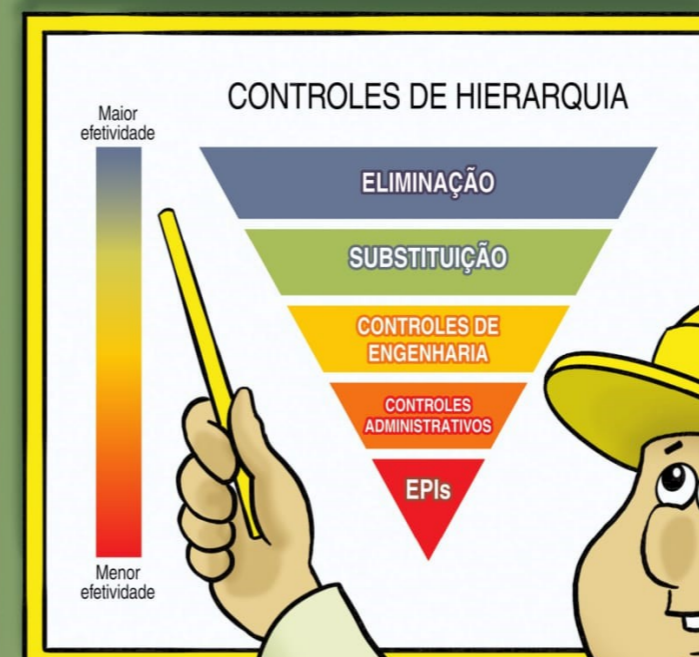 CONTROLES DE HIERARQUIA
Maior
efetividade
ELIMINAÇÃO
SUBSTITUIÇÃO
CONTROLES DE
ENGENHARIA
CONTROLES
ADMINISTRATIVOS
EPIs
Menor
efetividade